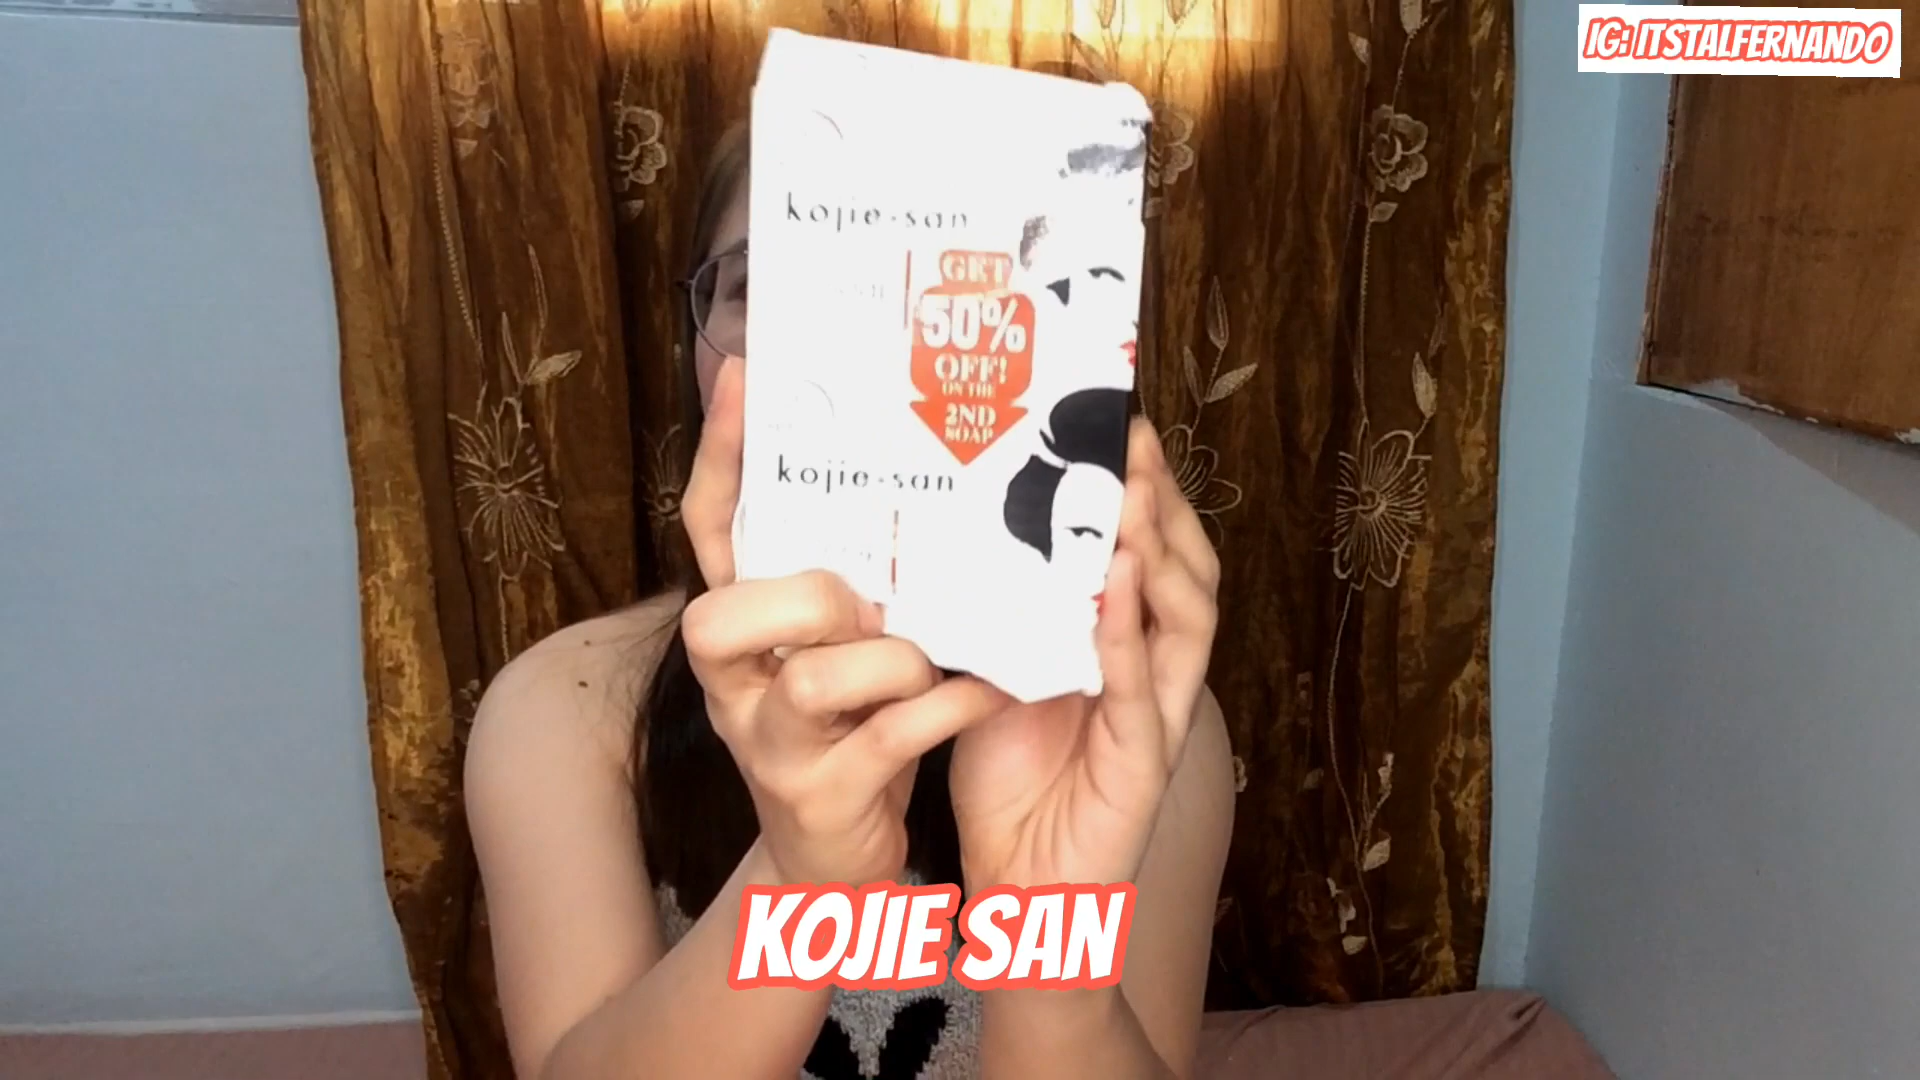 IG: ITSTALFERNANDO
kojie-san
GET
50%
OFF!
ON THE
2ND
SOAP
kojie-san
KOJIE SAN